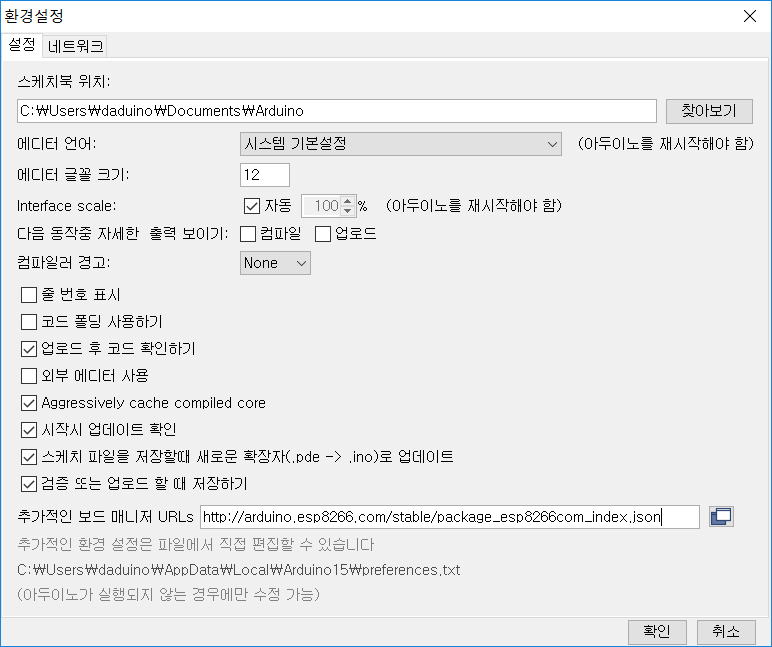 환경설정
설정 네트워크
스케치북 위치:
C:₩Users₩daduino₩Documents₩Arduino 찾아보기
에디터 언어: 시스템 기본설정 (아두이노를 재시작해야 함)
에디터 글꼴 크기: 12
Interface scale: 자동 100 % (아두이노를 재시작해야 함)
다음 동작중 자세한 출력 보이기: 컴파일 업로드
컴파일러 경고: None
줄 번호 표시
코드 폴딩 사용하기
업로드 후 코드 확인하기
외부 에디터 사용
Aggressively cache compiled core
시작시 업데이트 확인
스케치 파일을 저장할때 새로운 확장자(.pde -> .ino)로 업데이트
검증 또는 업로드 할 때 저장하기
추가적인 보드 매니저 URLs http://arduino.esp8266.com/stable/package_esp8266com_index.json
추가적인 환경 설정은 파일에서 직접 편집할 수 있습니다
C:₩Users₩daduino₩AppData₩Local₩Arduino15₩preferences.txt
(아두이노가 실행되지 않는 경우에만 수정 가능)
확인 취소